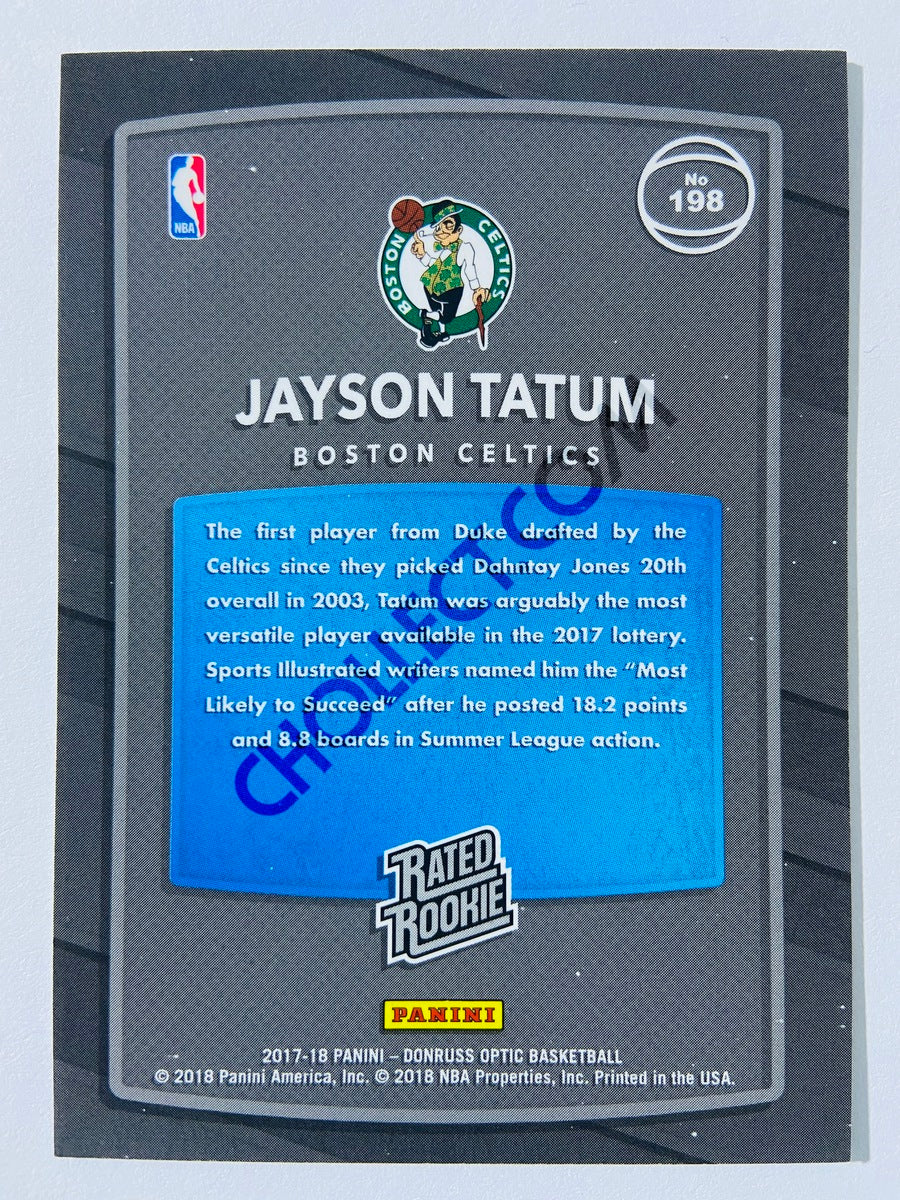 NBA
No
198
BOSTON CELTICS
JAYSON TATUM
BOSTON CELTICS
The first player from Duke drafted by the
Celtics since they picked Dahntay Jones 20th
overall in 2003, Tatum was arguably the most
versatile player available in the 2017 lottery.
Sports Illustrated writers named him the “Most
Likely to Succeed” after he posted 18.2 points
and 8.8 boards in Summer League action.
CHOLLECT.COM
RATED
ROOKIE
PANINI
2017-18 PANINI – DONRUSS OPTIC BASKETBALL
© 2018 Panini America, Inc. © 2018 NBA Properties, Inc. Printed in the USA.